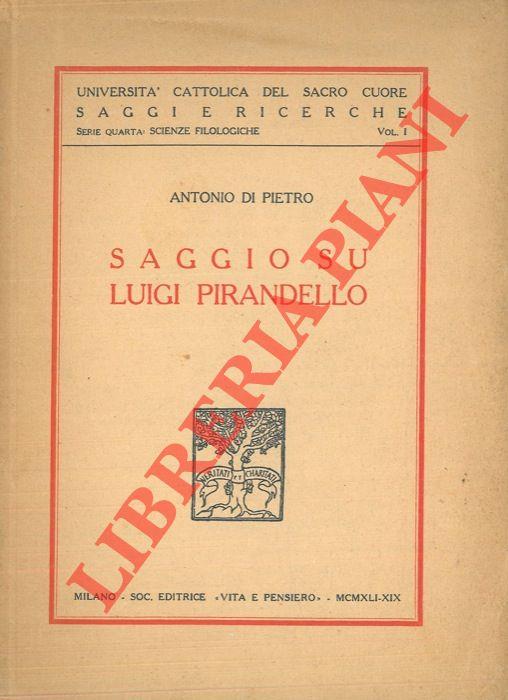 UNIVERSITA' CATTOLICA DEL SACRO CUORE
SAGGI E RICERCHE
SERIE QUARTA: SCIENZE FILOLOGICHE VOL. I
ANTONIO DI PIETRO
SAGGIO SU
LUIGI PIRANDELLO
VERITATI ET CHARITATI
MILANO - SOC. EDITRICE «VITA E PENSIERO» - MCMXLI-XIX
LIBRERIA PIANI